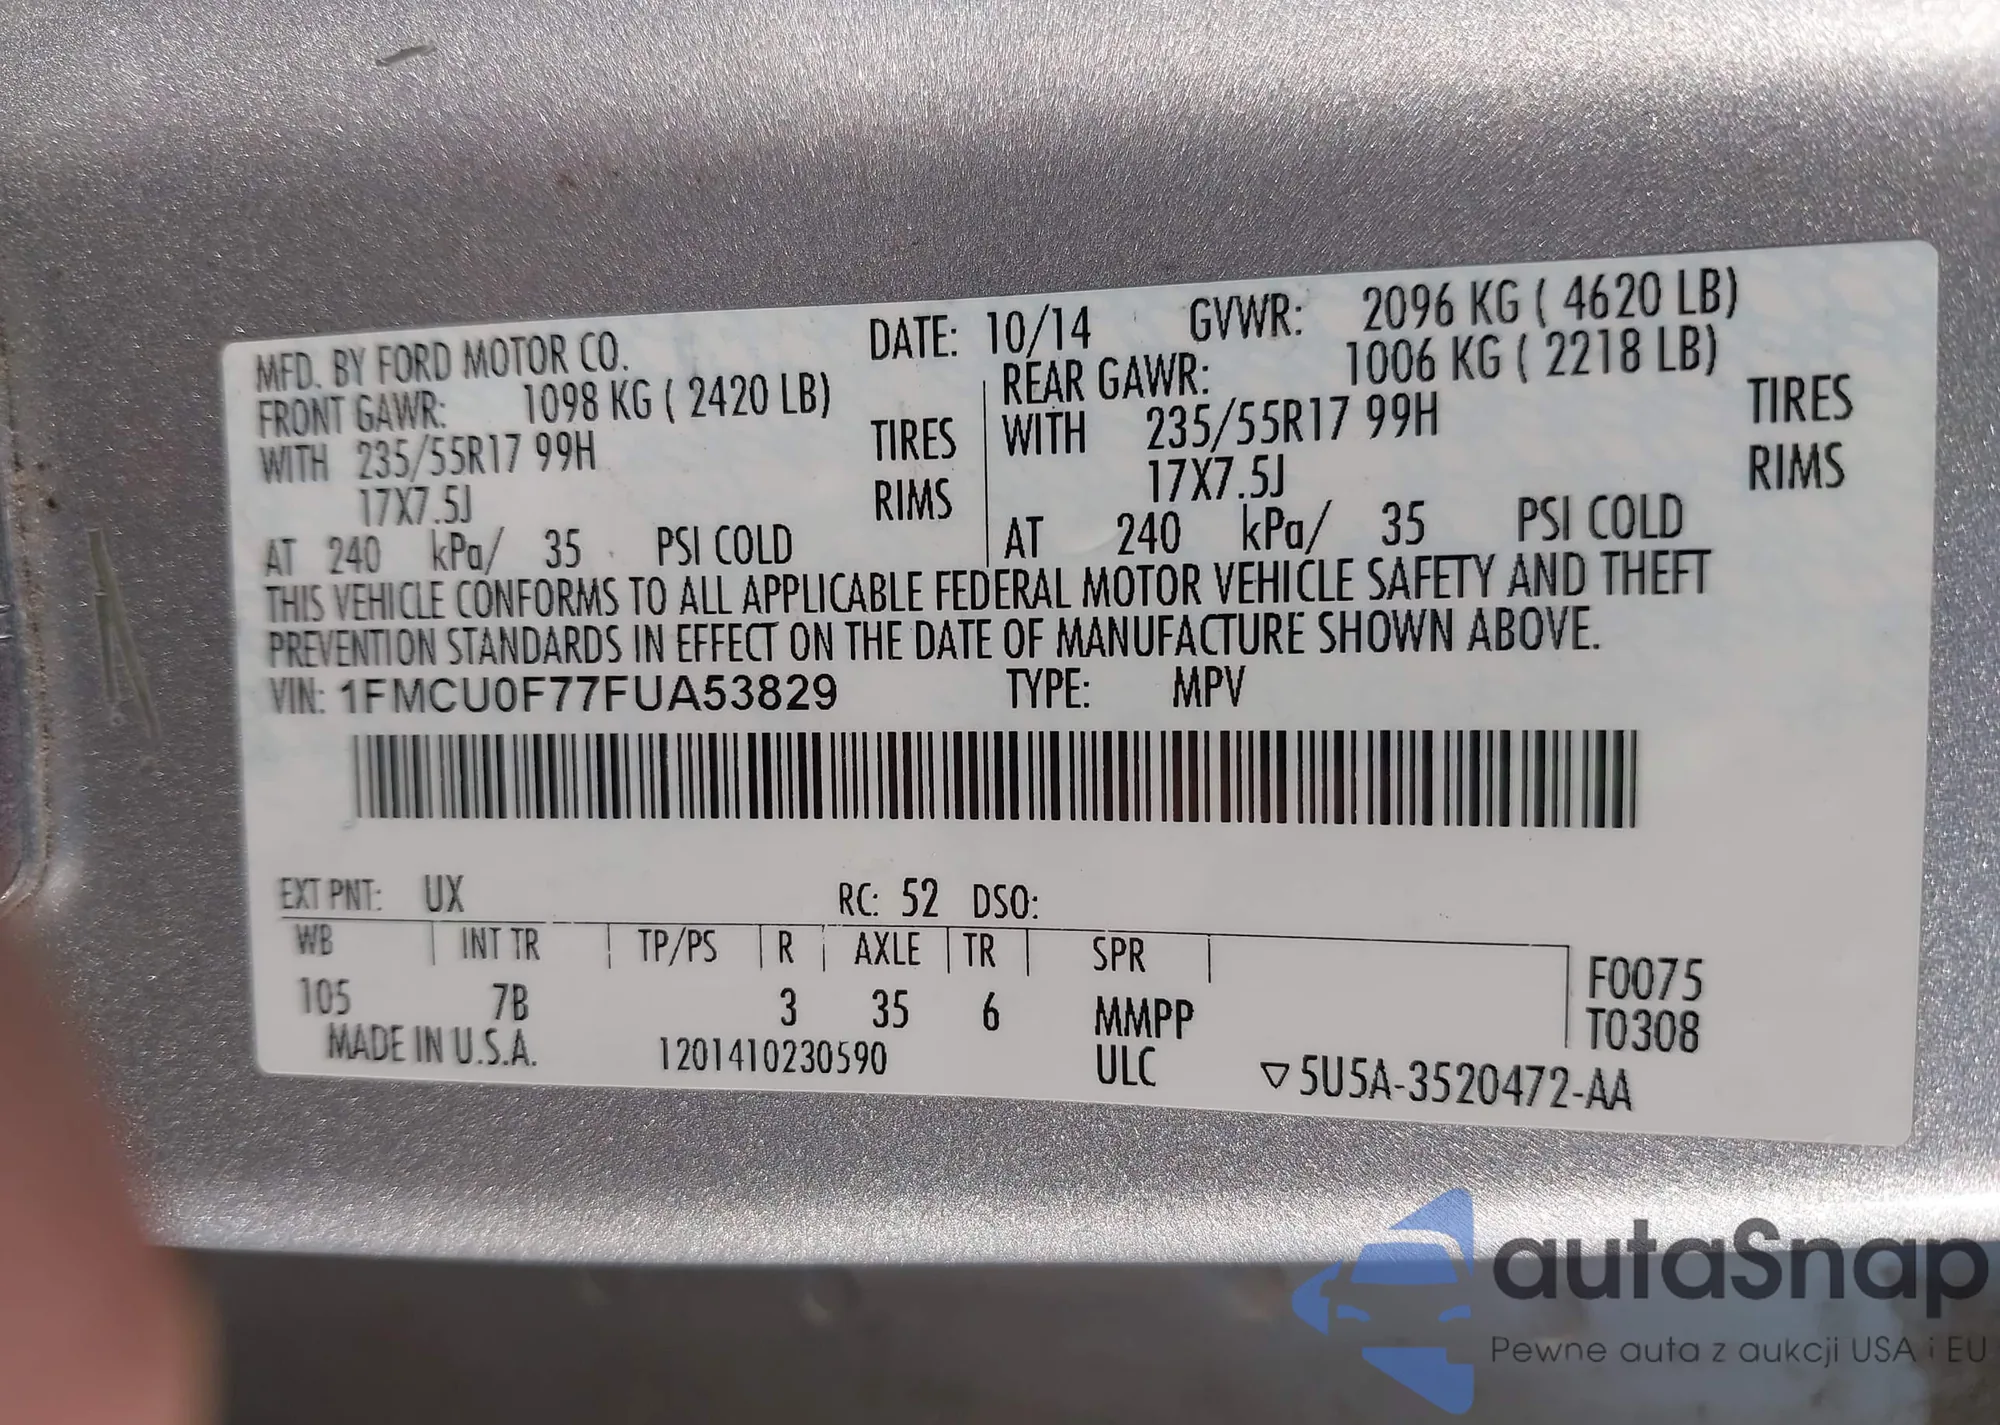 MFD. BY FORD MOTOR CO. DATE: 10/14 GVWR: 2096 KG ( 4620 LB)
FRONT GAWR: 1098 KG ( 2420 LB) REAR GAWR: 1006 KG ( 2218 LB)
WITH 235/55R17 99H TIRES WITH 235/55R17 99H TIRES
17X7.5J RIMS 17X7.5J RIMS
AT 240 kPa/ 35 PSI COLD AT 240 kPa/ 35 PSI COLD
THIS VEHICLE CONFORMS TO ALL APPLICABLE FEDERAL MOTOR VEHICLE SAFETY AND THEFT
PREVENTION STANDARDS IN EFFECT ON THE DATE OF MANUFACTURE SHOWN ABOVE.
VIN: 1FMCU0F77FUA53829 TYPE: MPV
EXT PNT: UX RC: 52 DSO:
WB INT TR TP/PS R AXLE TR SPR F0075
105 7B 3 35 6 MMPP T0308
MADE IN U.S.A. 1201410230590 ULC ▽5U5A-3520472-AA
autaSnap
Pewne auta z aukcji USA i EU